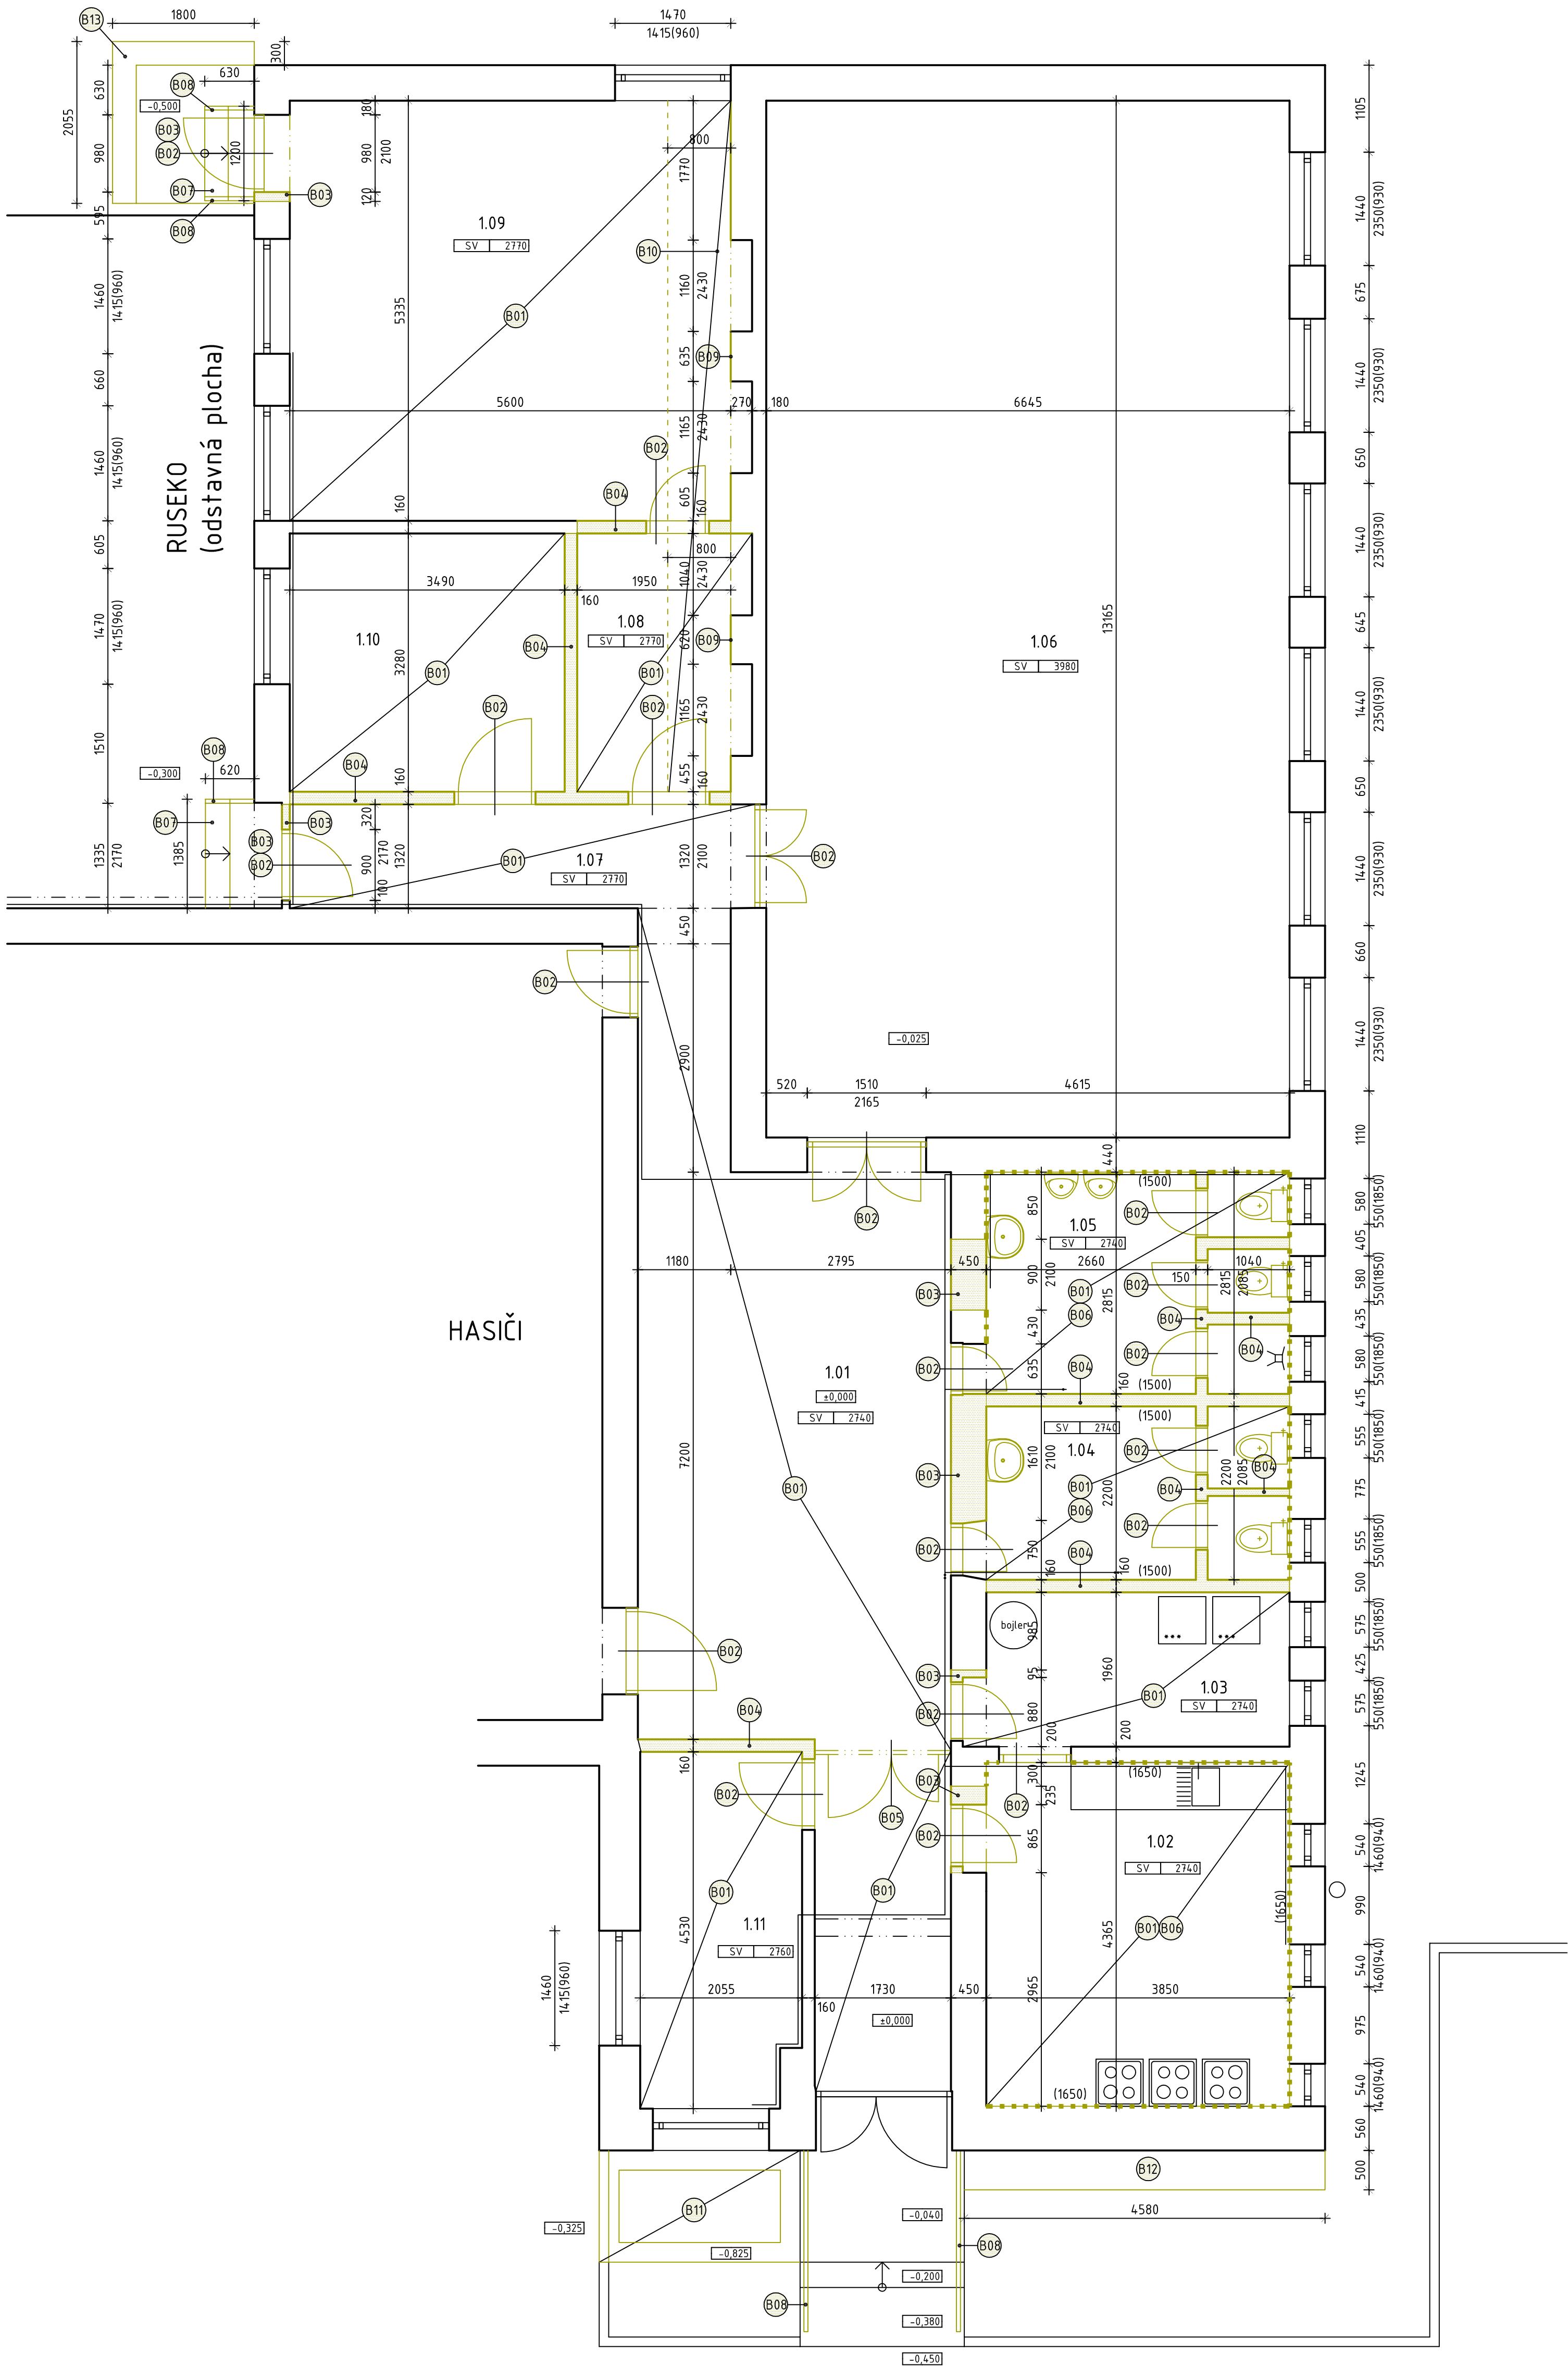 B13
1800
1470
1415(960)
300
630
B08
630
-0,500
2055
B03
B02
980
1200
B07
B08
595
180
980
2100
120
B03
800
1770
1105
1.09
SV 2770
B10
1440
2350(930)
1460
1415(960)
5335
1160
2430
675
B01
RUSEKO
(odstavná plocha)
660
635
B09
1440
2350(930)
5600
270
180
6645
1460
1415(960)
1165
2430
B02
650
B04
160
605
160
1440
2350(930)
605
800
3490
1950
160
1040
2430
1470
1415(960)
1.10
1.08
SV 2770
B04
620
B09
13165
1.06
SV 3980
645
3280
B01
B01
B02
B02
1165
2430
1440
2350(930)
1510
B08
-0,300
620
B04
160
455
160
650
B07
1335
2170
1385
B03
B02
B03
320
900
2170
100
1320
B01
1.07
SV 2770
1320
2100
B02
1440
2350(930)
450
660
B02
-0,025
2900
1440
2350(930)
520
1510
2165
4615
1110
440
B02
850
(1500)
1.05
SV 2740
B02
580
550(1850)
405
1180
2795
450
2660
150
1040
900
2100
B03
B01
B06
2815
B02
2815
2085
580
550(1850)
435
430
B04
B04
HASIČI
B02
580
550(1850)
1.01
±0,000
SV 2740
B02
635
B04
160
(1500)
415
(1500)
SV 2740
1.04
B02
555
550(1850)
7200
B01
B03
1610
2100
B01
B06
2200
B04
2200
2085
B04
775
B02
B02
750
160
B04
160
(1500)
555
550(1850)
500
bojler
985
575
550(1850)
B02
B03
95
1960
1.03
SV 2740
B01
425
B04
B02
880
200
200
575
550(1850)
160
B02
B05
B03
300
235
B02
(1650)
1245
B02
865
1.02
SV 2740
540
1460(940)
B01
B01
1.11
SV 2760
4530
B01
B06
4365
(1650)
990
1460
1415(960)
540
1460(940)
2055
160
1730
450
2965
3850
±0,000
975
(1650)
540
1460(940)
560
B12
500
B11
-0,040
4580
-0,325
-0,825
B08
-0,200
B08
-0,380
-0,450